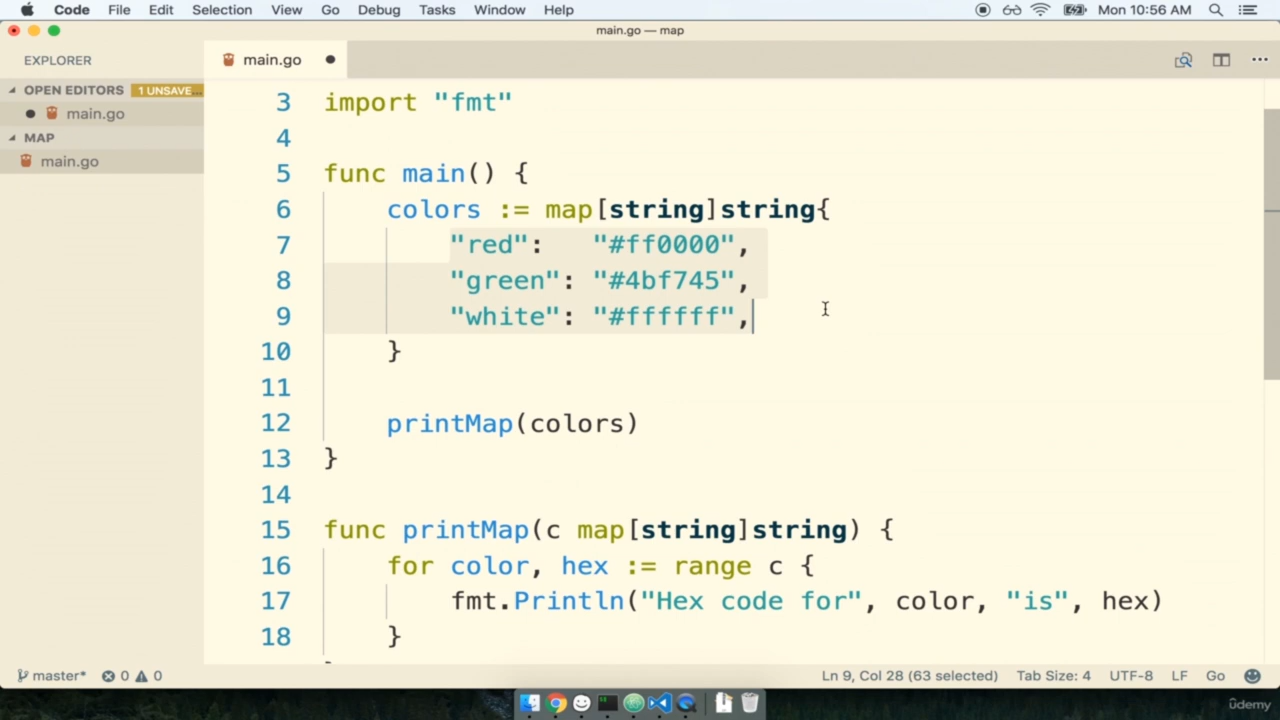 Code File Edit Selection View Go Debug Tasks Window Help Mon 10:56 AM
main.go — map
EXPLORER
main.go
OPEN EDITORS 1 UNSAVE...
main.go
MAP
main.go
3 import "fmt"
4
5 func main() {
6 colors := map[string]string{
7 "red": "#ff0000",
8 "green": "#4bf745",
9 "white": "#ffffff",
10 }
11
12 printMap(colors)
13 }
14
15 func printMap(c map[string]string) {
16 for color, hex := range c {
17 fmt.Println("Hex code for", color, "is", hex)
18 }
master* 0 0 Ln 9, Col 28 (63 selected) Tab Size: 4 UTF-8 LF Go
ûdemy